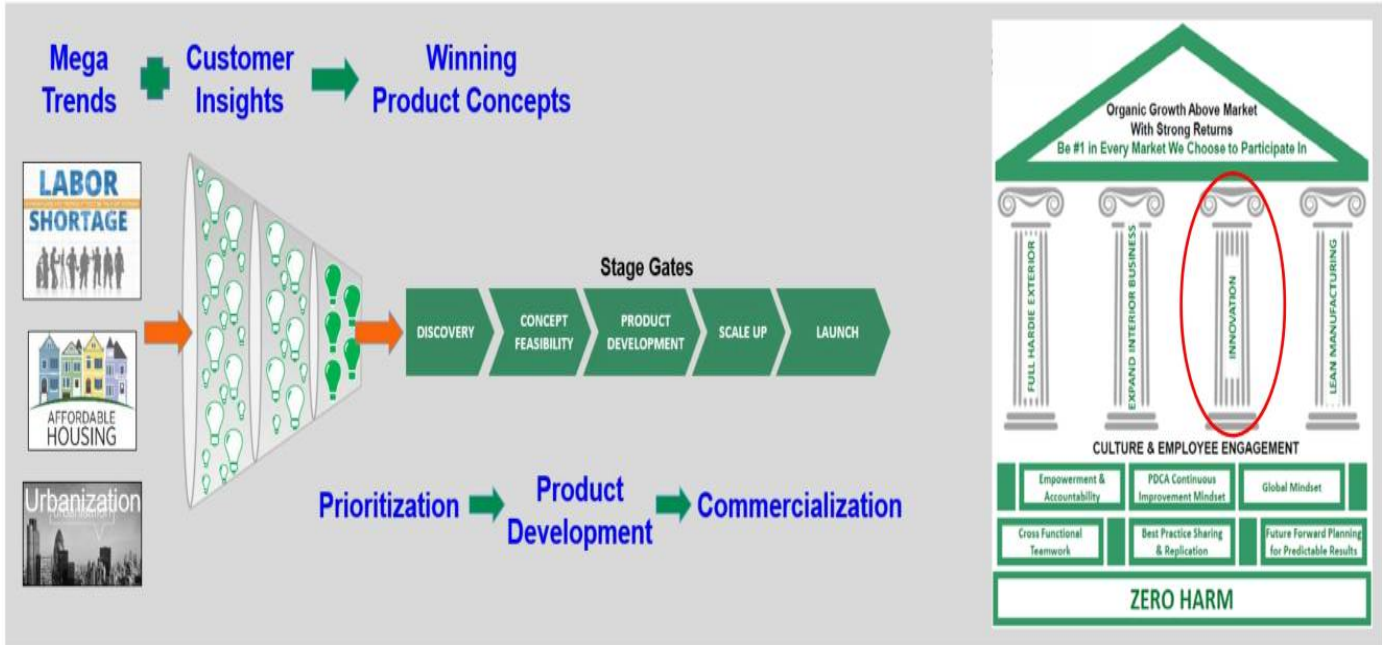 Mega
Trends
Customer
Insights
Winning
Product Concepts
LABOR
SHORTAGE
AFFORDABLE
HOUSING
Urbanization
Stage Gates
DISCOVERY
CONCEPT
FEASIBILITY
PRODUCT
DEVELOPMENT
SCALE UP
LAUNCH
Prioritization
Product
Development
Commercialization
Organic Growth Above Market
With Strong Returns
Be #1 in Every Market We Choose to Participate In
FULL HARDIE EXTERIOR
EXPAND INTERIOR BUSINESS
INNOVATION
LEAN MANUFACTURING
CULTURE & EMPLOYEE ENGAGEMENT
Empowerment &
Accountability
PDCA Continuous
Improvement Mindset
Global Mindset
Cross Functional
Teamwork
Best Practice Sharing
& Replication
Future Forward Planning
for Predictable Results
ZERO HARM